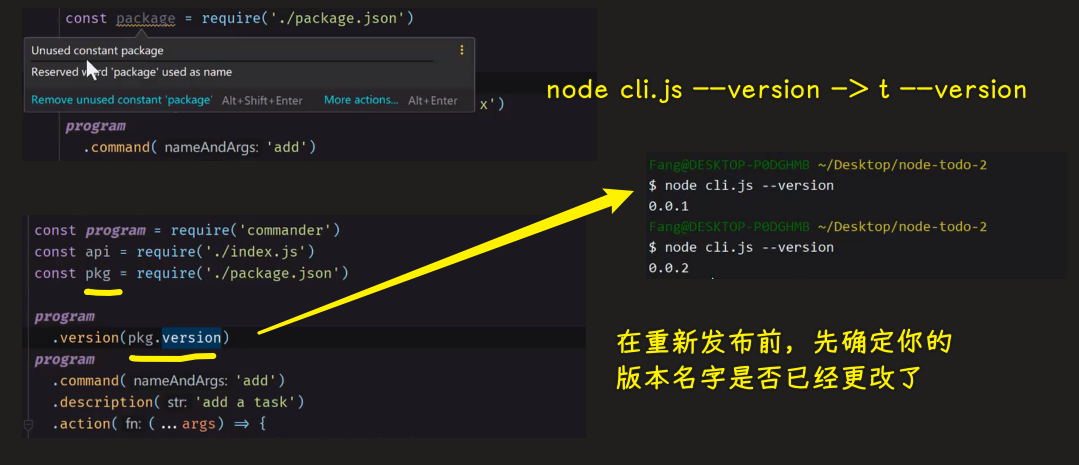 const package = require('./package.json')
Unused constant package
Reserved word 'package' used as name
Remove unused constant 'package' Alt+Shift+Enter More actions... Alt+Enter
x')
program
.command( nameAndArgs: 'add')
node cli.js --version -> t --version
Fang@DESKTOP-P0DGHMB ~/Desktop/node-todo-2
$ node cli.js --version
0.0.1
Fang@DESKTOP-P0DGHMB ~/Desktop/node-todo-2
$ node cli.js --version
0.0.2
const program = require('commander')
const api = require('./index.js')
const pkg = require('./package.json')
program
.version(pkg.version)
program
.command( nameAndArgs: 'add')
.description( str: 'add a task')
.action( fn: (...args) => {
在重新发布前，先确定你的
版本名字是否已经更改了